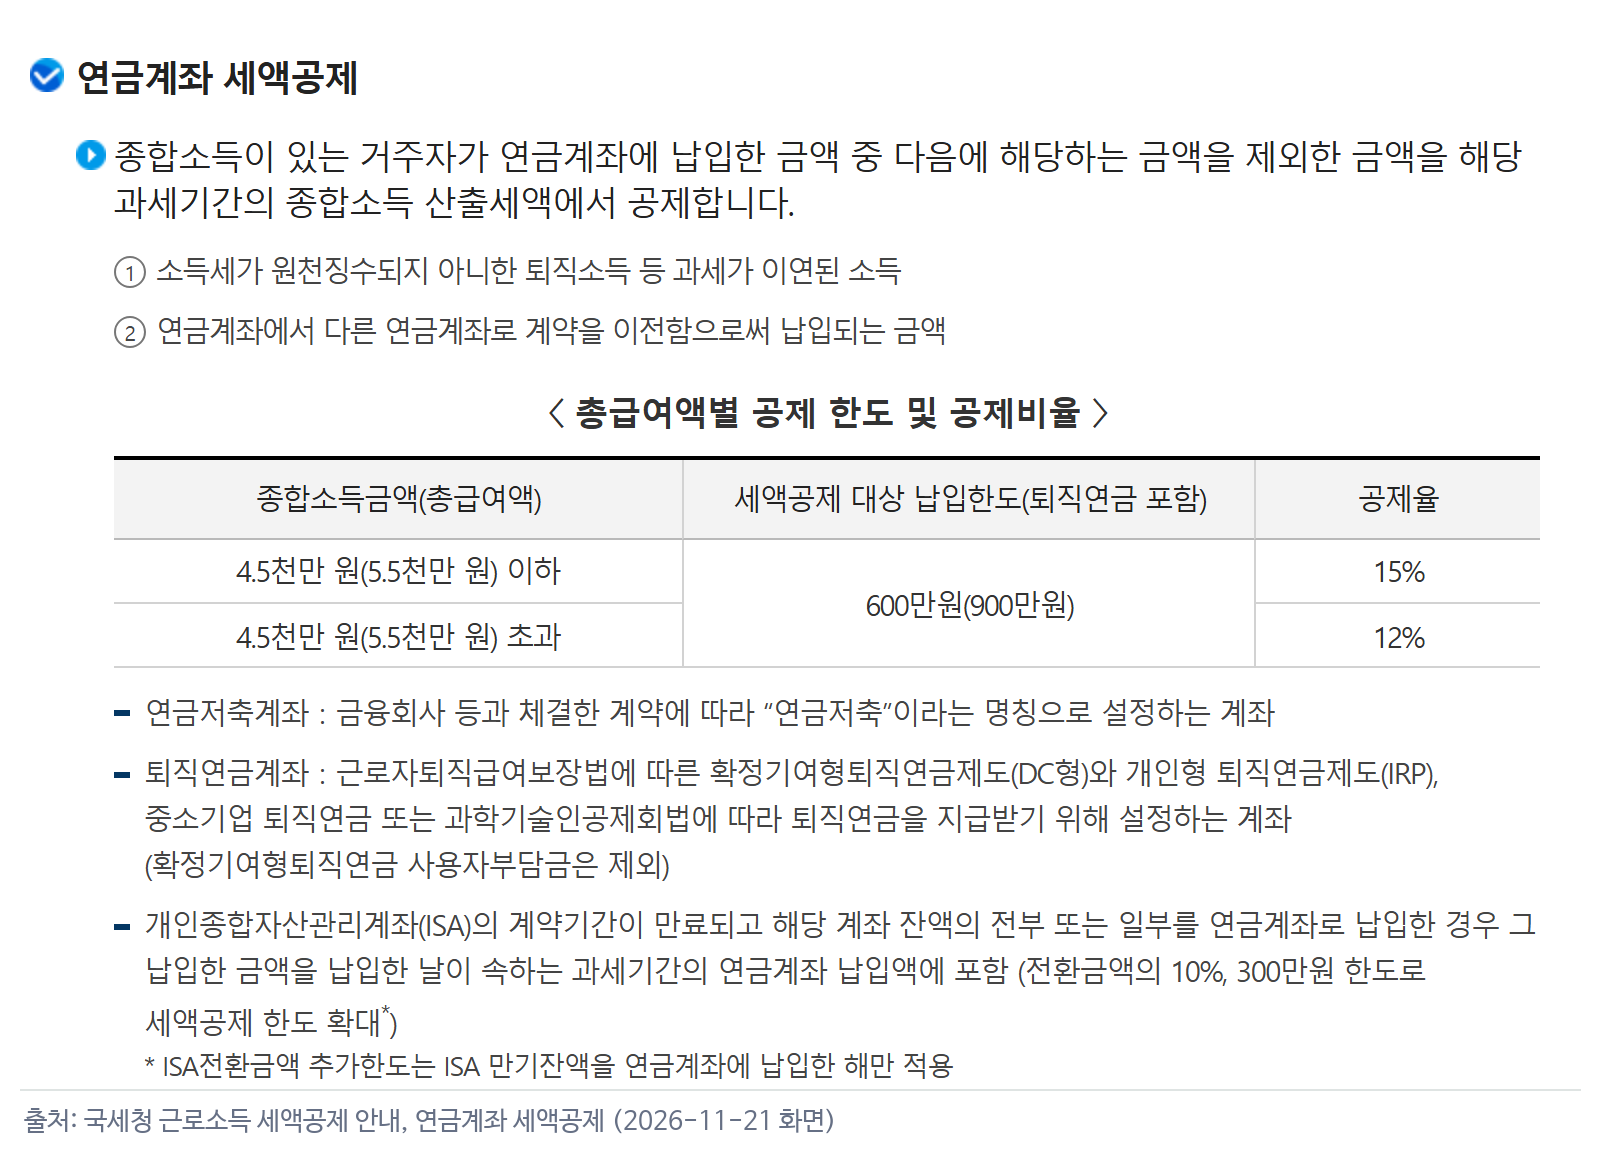 연금계좌 세액공제
종합소득이 있는 거주자가 연금계좌에 납입한 금액 중 다음에 해당하는 금액을 제외한 금액을 해당
과세기간의 종합소득 산출세액에서 공제합니다.
① 소득세가 원천징수되지 아니한 퇴직소득 등 과세가 이연된 소득
② 연금계좌에서 다른 연금계좌로 계약을 이전함으로써 납입되는 금액
〈 총급여액별 공제 한도 및 공제비율 〉
종합소득금액(총급여액) 세액공제 대상 납입한도(퇴직연금 포함) 공제율
4.5천만 원(5.5천만 원) 이하 15%
600만원(900만원)
4.5천만 원(5.5천만 원) 초과 12%
- 연금저축계좌 : 금융회사 등과 체결한 계약에 따라 “연금저축”이라는 명칭으로 설정하는 계좌
- 퇴직연금계좌 : 근로자퇴직급여보장법에 따른 확정기여형퇴직연금제도(DC형)와 개인형 퇴직연금제도(IRP),
중소기업 퇴직연금 또는 과학기술인공제회법에 따라 퇴직연금을 지급받기 위해 설정하는 계좌
(확정기여형퇴직연금 사용자부담금은 제외)
- 개인종합자산관리계좌(ISA)의 계약기간이 만료되고 해당 계좌 잔액의 전부 또는 일부를 연금계좌로 납입한 경우 그
납입한 금액을 납입한 날이 속하는 과세기간의 연금계좌 납입액에 포함 (전환금액의 10%, 300만원 한도로
세액공제 한도 확대*)
* ISA전환금액 추가한도는 ISA 만기잔액을 연금계좌에 납입한 해만 적용
출처: 국세청 근로소득 세액공제 안내, 연금계좌 세액공제 (2026-11-21 화면)